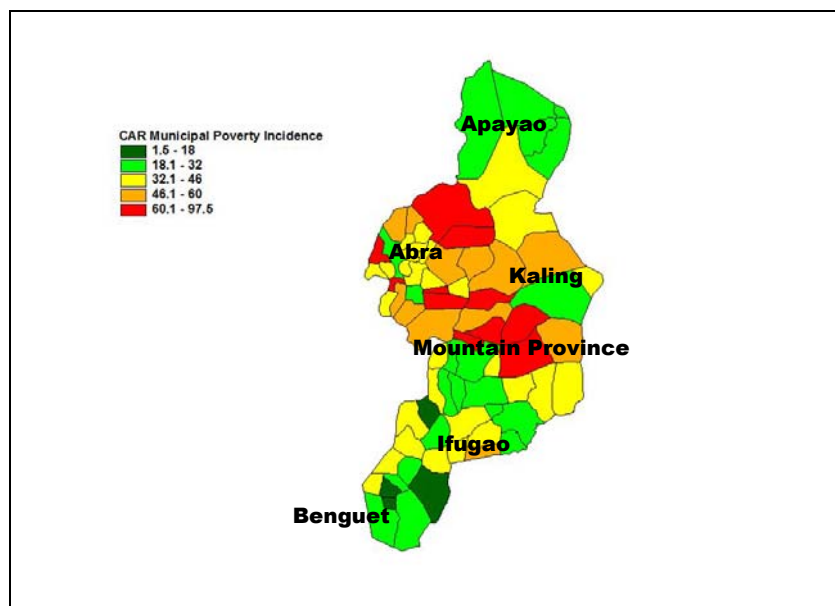 CAR Municipal Poverty Incidence
1.5 - 18
18.1 - 32
32.1 - 46
46.1 - 60
60.1 - 97.5
Apayao
Abra
Kaling
Mountain Province
Ifugao
Benguet